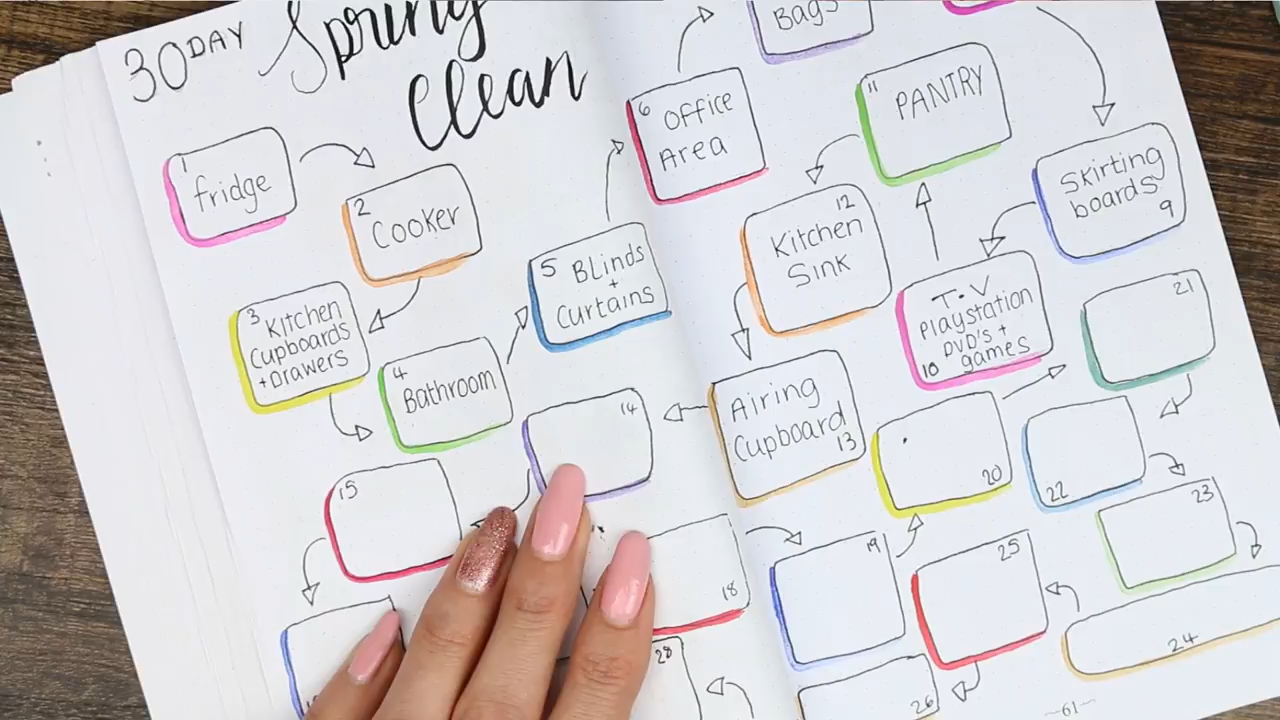 30 DAY Spring
Clean
1
fridge
2
Cooker
3 Kitchen
Cupboards
+ Drawers
4
Bathroom
5 Blinds
+
Curtains
6 Office
Area
Bags
Skirting
boards
9
T.V
Playstation
DVD's +
10 games
11 PANTRY
12
Kitchen
Sink
Airing
Cupboard
13
14
15
18
19
20
21
22
23
24
25
26
28
~61~